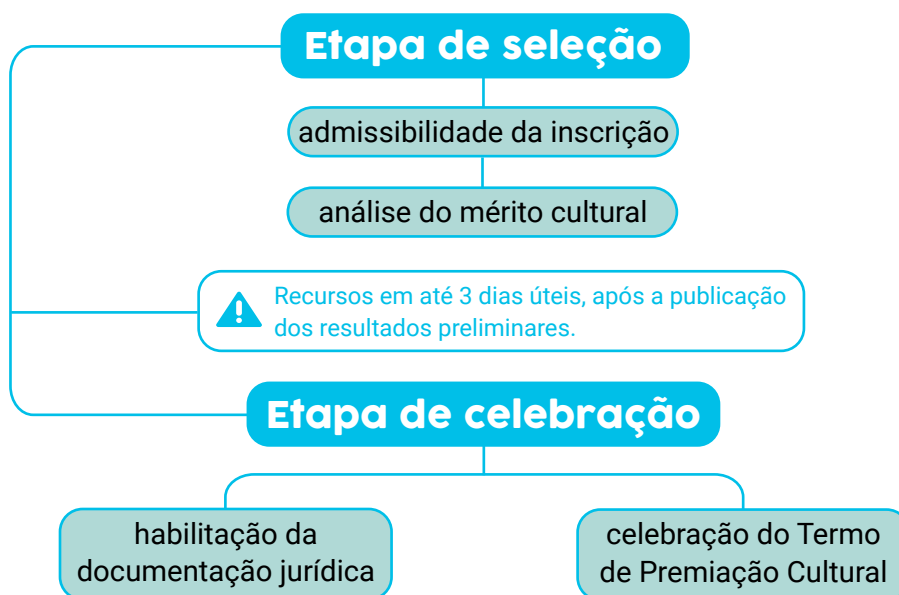 Etapa de seleção
admissibilidade da inscrição
análise do mérito cultural
Recursos em até 3 dias úteis, após a publicação
dos resultados preliminares.
Etapa de celebração
habilitação da
documentação jurídica
celebração do Termo
de Premiação Cultural